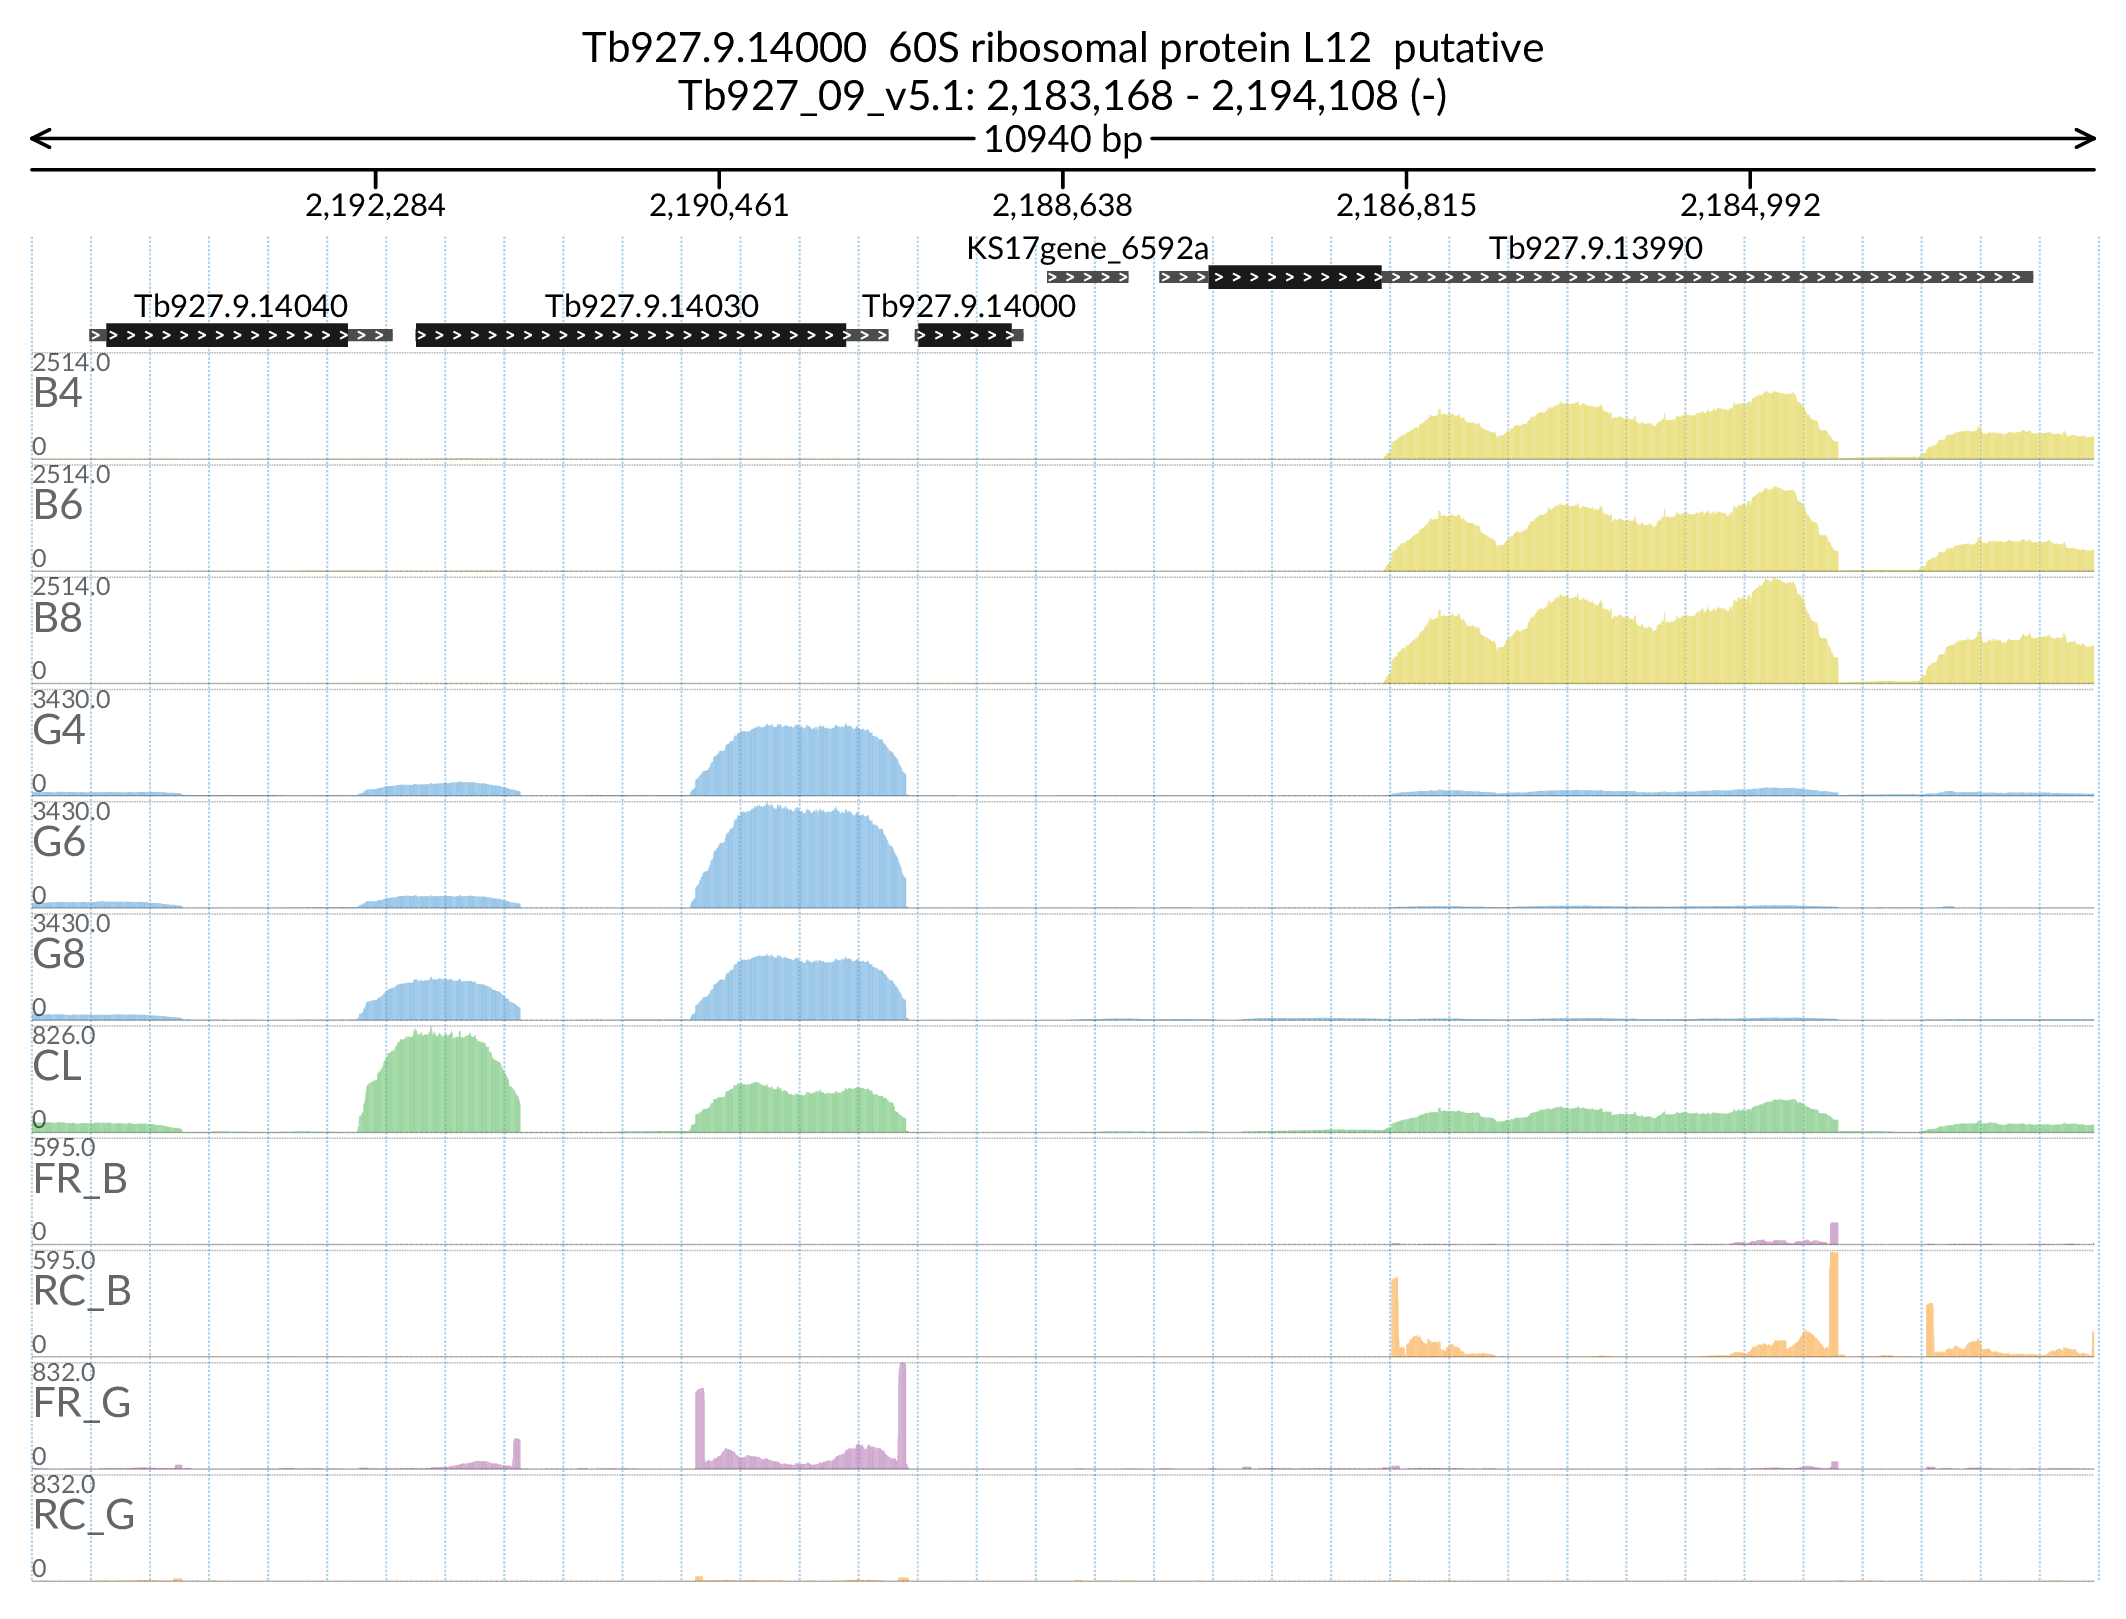 Tb927.9.14000 60S ribosomal protein L12 putative
Tb927_09_v5.1: 2,183,168 - 2,194,108 (-)
10940 bp
2,192,284 2,190,461 2,188,638 2,186,815 2,184,992
KS17gene_6592a Tb927.9.13990
Tb927.9.14040 Tb927.9.14030 Tb927.9.14000
2514.0
B4
0
2514.0
B6
0
2514.0
B8
0
3430.0
G4
0
3430.0
G6
0
3430.0
G8
0
826.0
CL
0
595.0
FR_B
0
595.0
RC_B
0
832.0
FR_G
0
832.0
RC_G
0